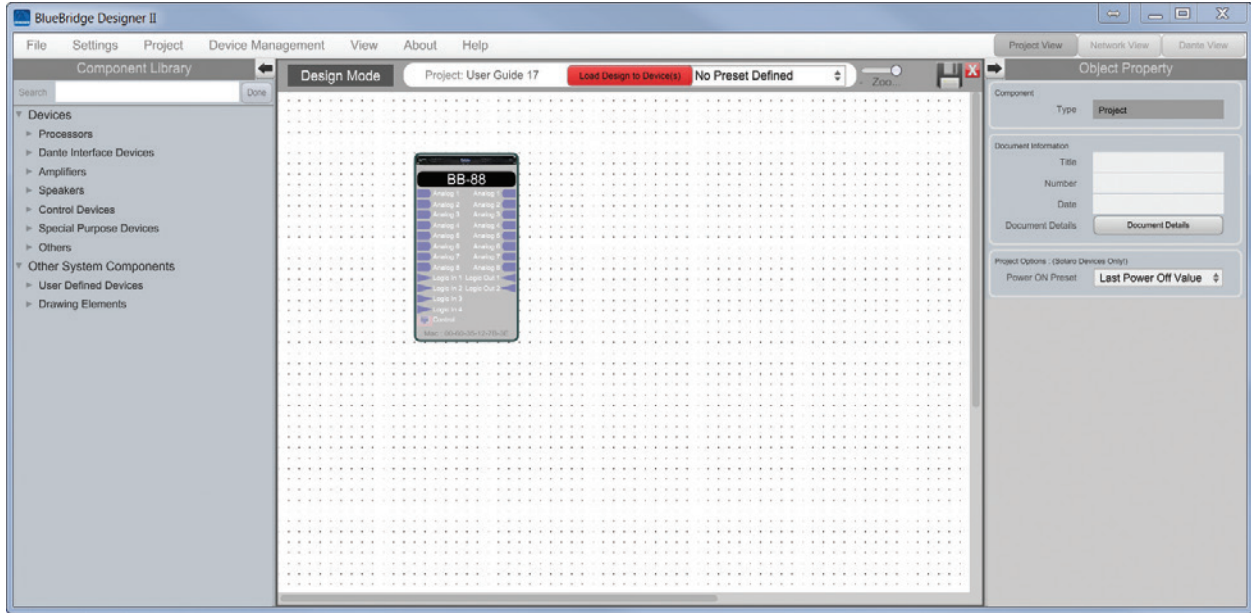 BlueBridge Designer II
File Settings Project Device Management View About Help
Project View Network View Dante View
Component Library
Design Mode
Project: User Guide 17
Load Design to Device(s)
No Preset Defined
- Zoo...
Object Property
Search
Done
Devices
Processors
Dante Interface Devices
Amplifiers
Speakers
Control Devices
Special Purpose Devices
Others
Other System Components
User Defined Devices
Drawing Elements
BB-88
Analog 1 Analog 1
Analog 2 Analog 2
Analog 3 Analog 3
Analog 4 Analog 4
Analog 5 Analog 5
Analog 6 Analog 6
Analog 7 Analog 7
Analog 8 Analog 8
Logic In 1 Logic Out 1
Logic In 2 Logic Out 2
Logic In 3
Logic In 4
Control
Component
Type Project
Document Information
Title
Number
Date
Document Details Document Details
Project Options : (Solaro Devices Only!)
Power ON Preset Last Power Off Value